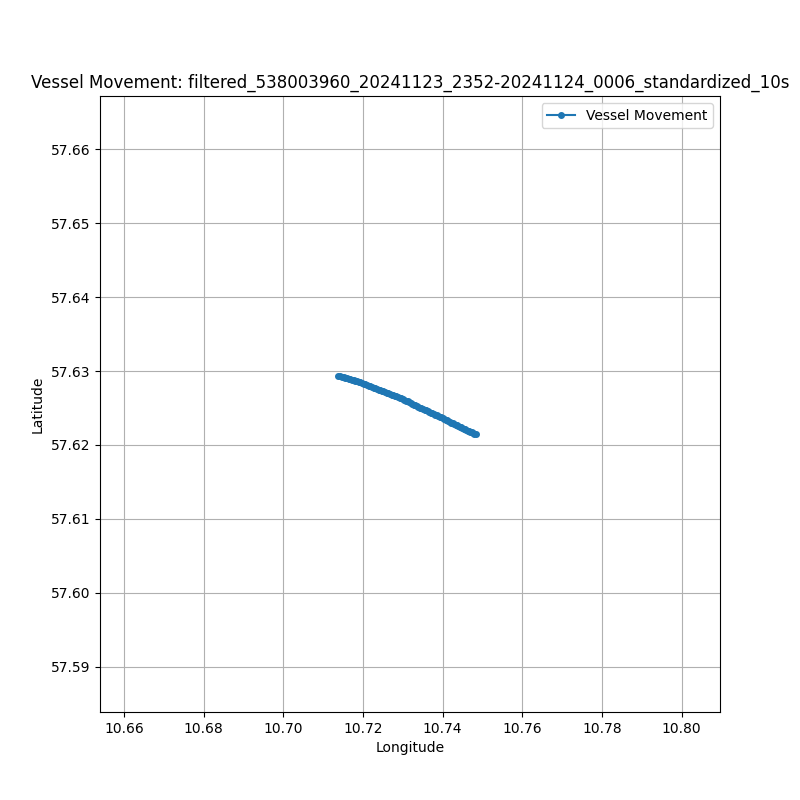 Vessel Movement: filtered_538003960_20241123_2352-20241124_0006_standardized_10s
Vessel Movement
57.66
57.65
57.64
57.63
57.62
57.61
57.60
57.59
Latitude
10.66 10.68 10.70 10.72 10.74 10.76 10.78 10.80
Longitude